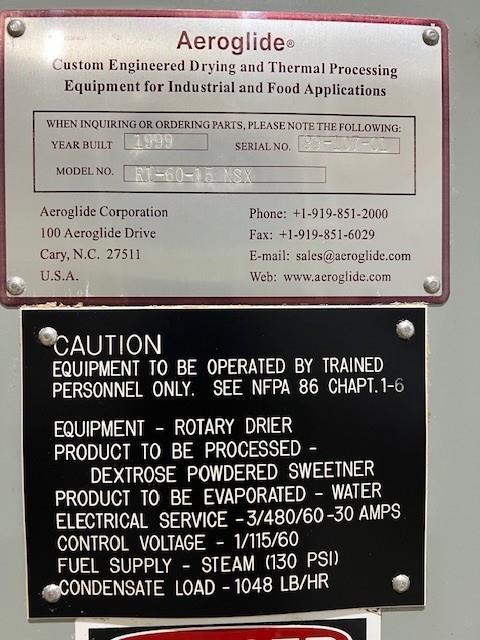 Aeroglide®
Custom Engineered Drying and Thermal Processing
Equipment for Industrial and Food Applications
WHEN INQUIRING OR ORDERING PARTS, PLEASE NOTE THE FOLLOWING:
YEAR BUILT 1999 SERIAL NO.
MODEL NO. R1-60-15 NSX
Aeroglide Corporation
100 Aeroglide Drive
Cary, N.C. 27511
U.S.A.
Phone: +1-919-851-2000
Fax: +1-919-851-6029
E-mail: sales@aeroglide.com
Web: www.aeroglide.com
CAUTION
EQUIPMENT TO BE OPERATED BY TRAINED
PERSONNEL ONLY. SEE NFPA 86 CHAPT.1-6
EQUIPMENT - ROTARY DRIER
PRODUCT TO BE PROCESSED -
DEXTROSE POWDERED SWEETNER
PRODUCT TO BE EVAPORATED - WATER
ELECTRICAL SERVICE - 3/480/60 -30 AMPS
CONTROL VOLTAGE - 1/115/60
FUEL SUPPLY - STEAM (130 PSI)
CONDENSATE LOAD - 1048 LB/HR